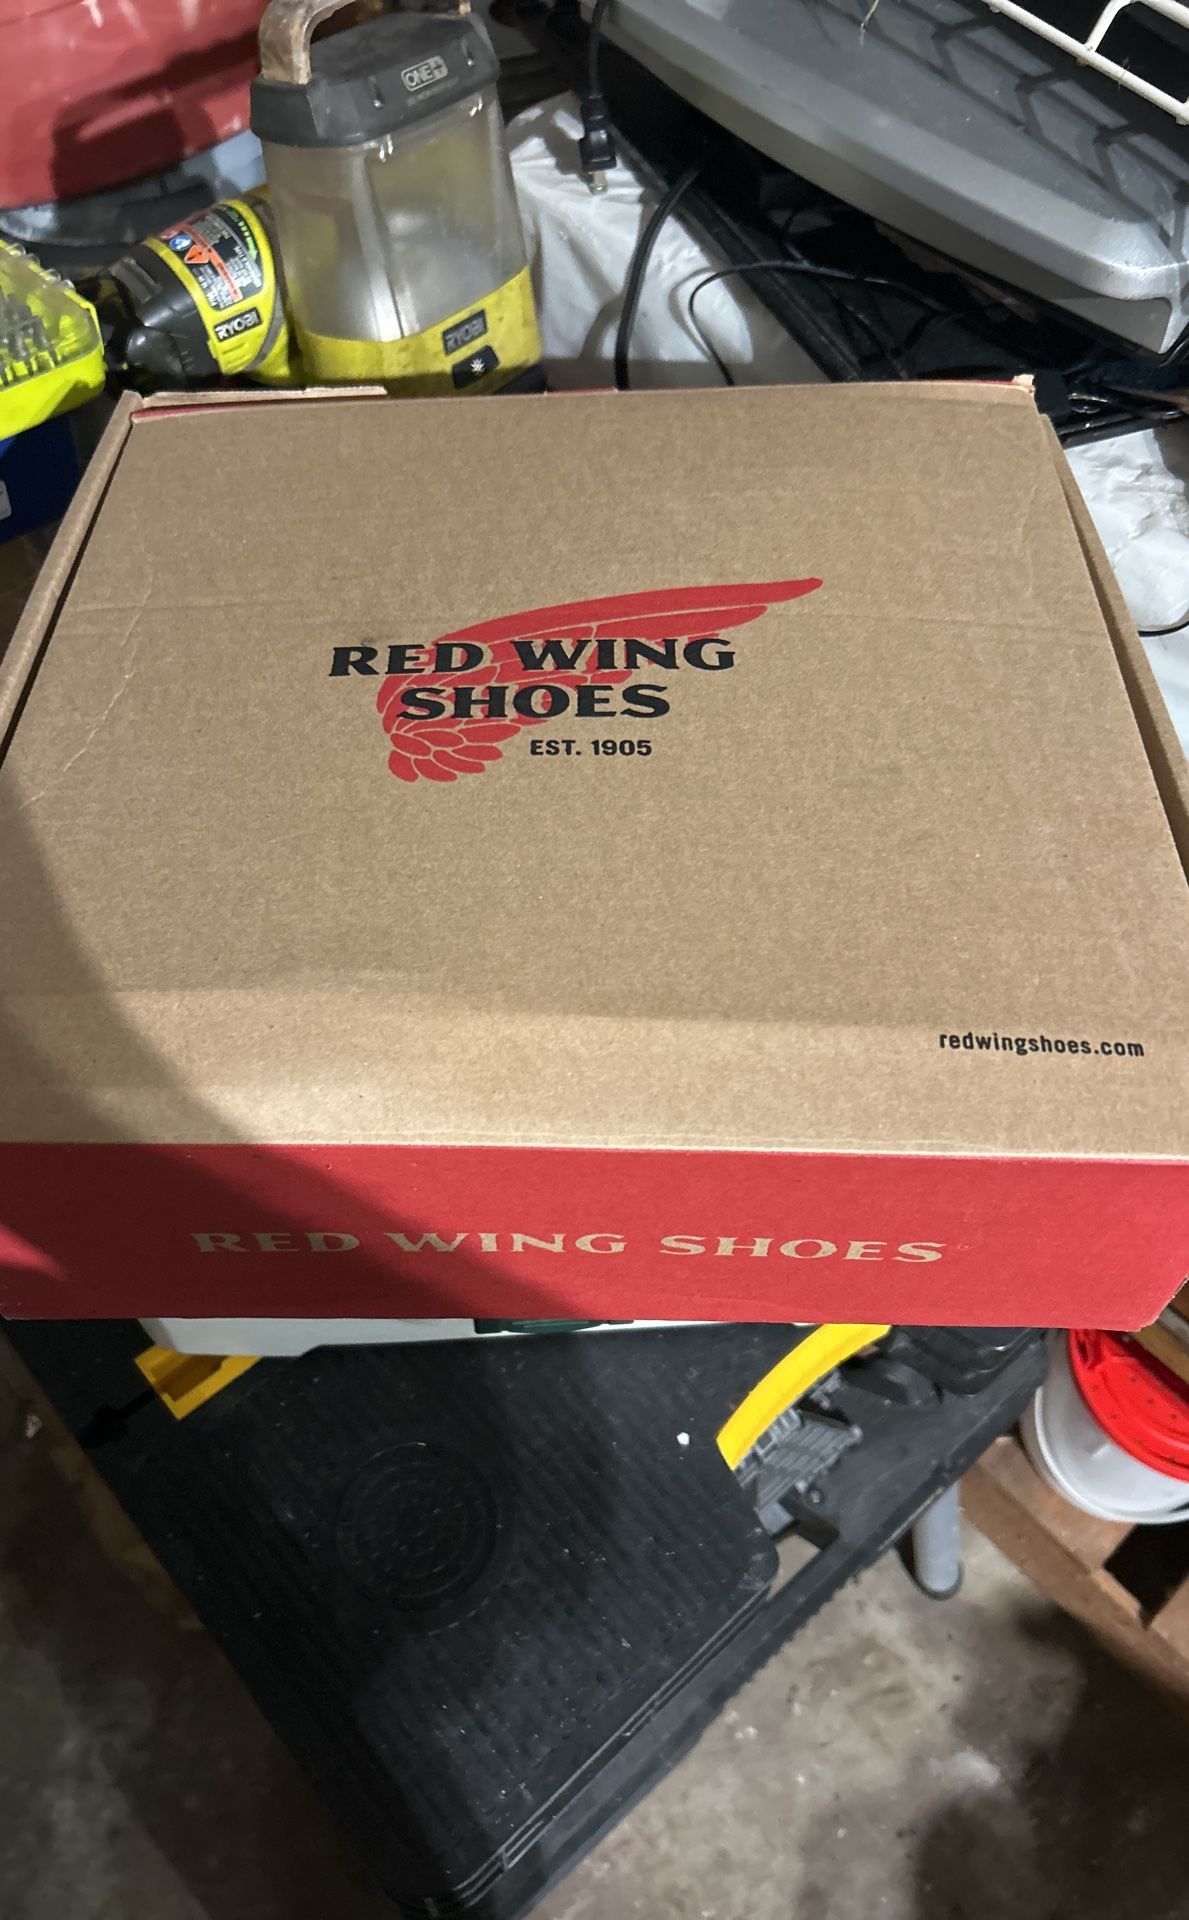 ONE+
RYOBI
RYOBI
RED WING
SHOES
EST. 1905
redwingshoes.com
RED WING SHOES